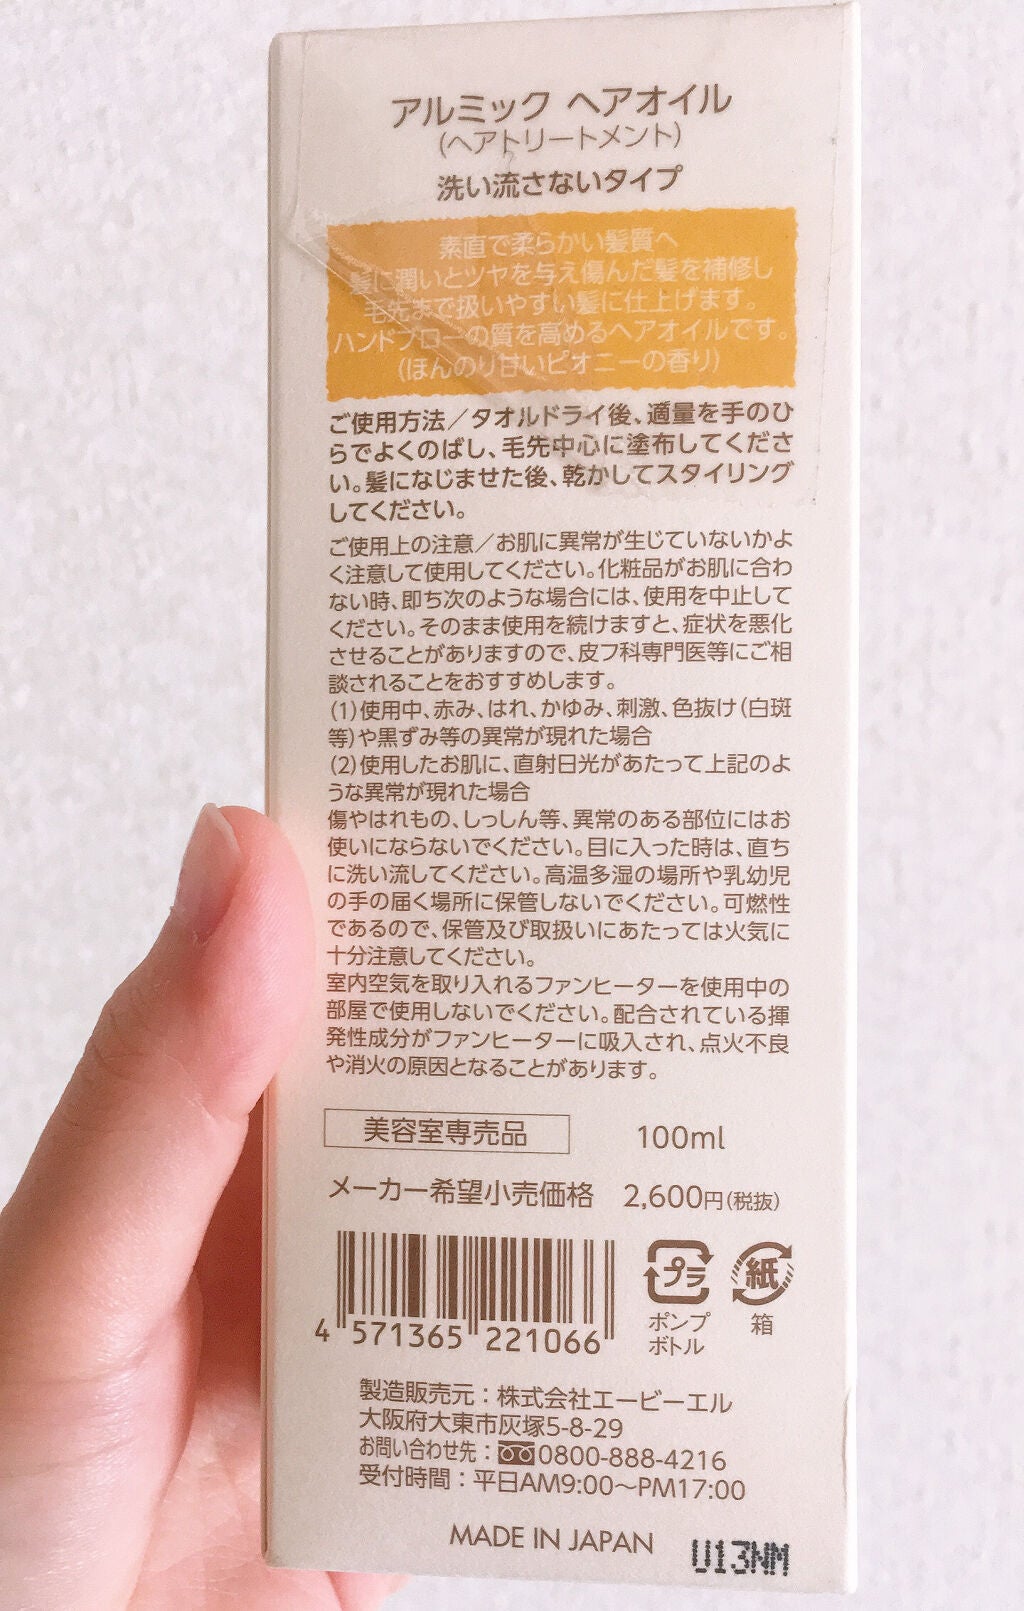 アルミック ヘアオイル
(ヘアトリートメント)
洗い流さないタイプ
素直で柔らかい髪質へ
髪に潤いとツヤを与え傷んだ髪を補修し
毛先まで扱いやすい髪に仕上げます。
ハンドブローの質を高めるヘアオイルです。
(ほんのり甘いピオニーの香り)
ご使用方法/タオルドライ後、適量を手のひ
らでよくのばし、毛先中心に塗布してくださ
い。髪になじませた後、乾かしてスタイリング
してください。
ご使用上の注意/お肌に異常が生じていないかよ
く注意して使用してください。化粧品がお肌に合わ
ない時、即ち次のような場合には、使用を中止して
ください。そのまま使用を続けますと、症状を悪化
させることがありますので、皮フ科専門医等にご相
談されることをおすすめします。
(1)使用中、赤み、はれ、かゆみ、刺激、色抜け(白斑
等)や黒ずみ等の異常が現れた場合
(2)使用したお肌に、直射日光があたって上記のよ
うな異常が現れた場合
傷やはれもの、しっしん等、異常のある部位にはお
使いにならないでください。目に入った時は、直ち
に洗い流してください。高温多湿の場所や乳幼児
の手の届く場所に保管しないでください。可燃性
であるので、保管及び取扱いにあたっては火気に
十分注意してください。
室内空気を取り入れるファンヒーターを使用中の
部屋で使用しないでください。配合されている揮
発性成分がファンヒーターに吸入され、点火不良
や消火の原因となることがあります。
美容室専売品 100ml
メーカー希望小売価格 2,600円(税抜)
プラ 紙
ポンプ 箱
ボトル
4 571365 221066
製造販売元:株式会社エービーエル
大阪府大東市灰塚5-8-29
お問い合わせ先:0800-888-4216
受付時間:平日AM9:00〜PM17:00
MADE IN JAPAN
U13NM